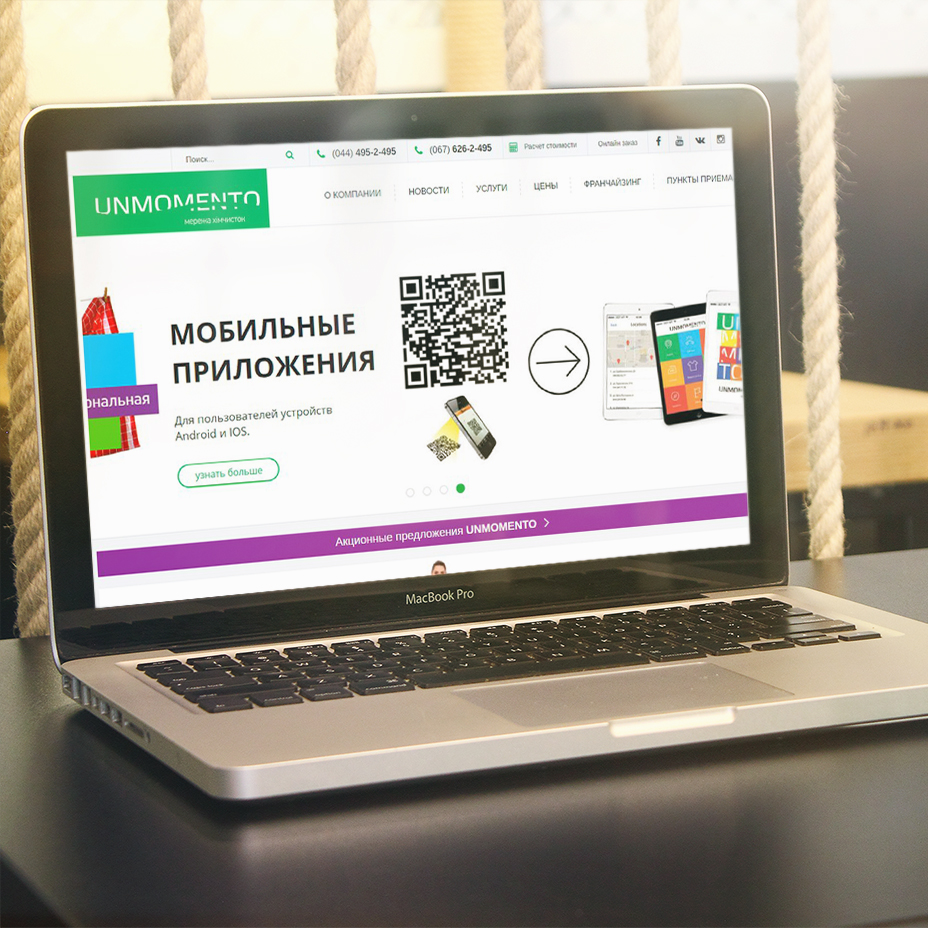 Поиск...
(044) 495-2-495
(067) 626-2-495
Расчет стоимости
Онлайн заказ
f
You
UNMOMENTO
мережа хімчисток
О КОМПАНИИ
НОВОСТИ
УСЛУГИ
ЦЕНЫ
ФРАНЧАЙЗИНГ
ПУНКТЫ ПРИЕМА
МОБИЛЬНЫЕ
ПРИЛОЖЕНИЯ
ональная
Для пользователей устройств
Android и IOS.
узнать больше
UNMOMENTO
Акционные предложения UNMOMENTO
MacBook Pro